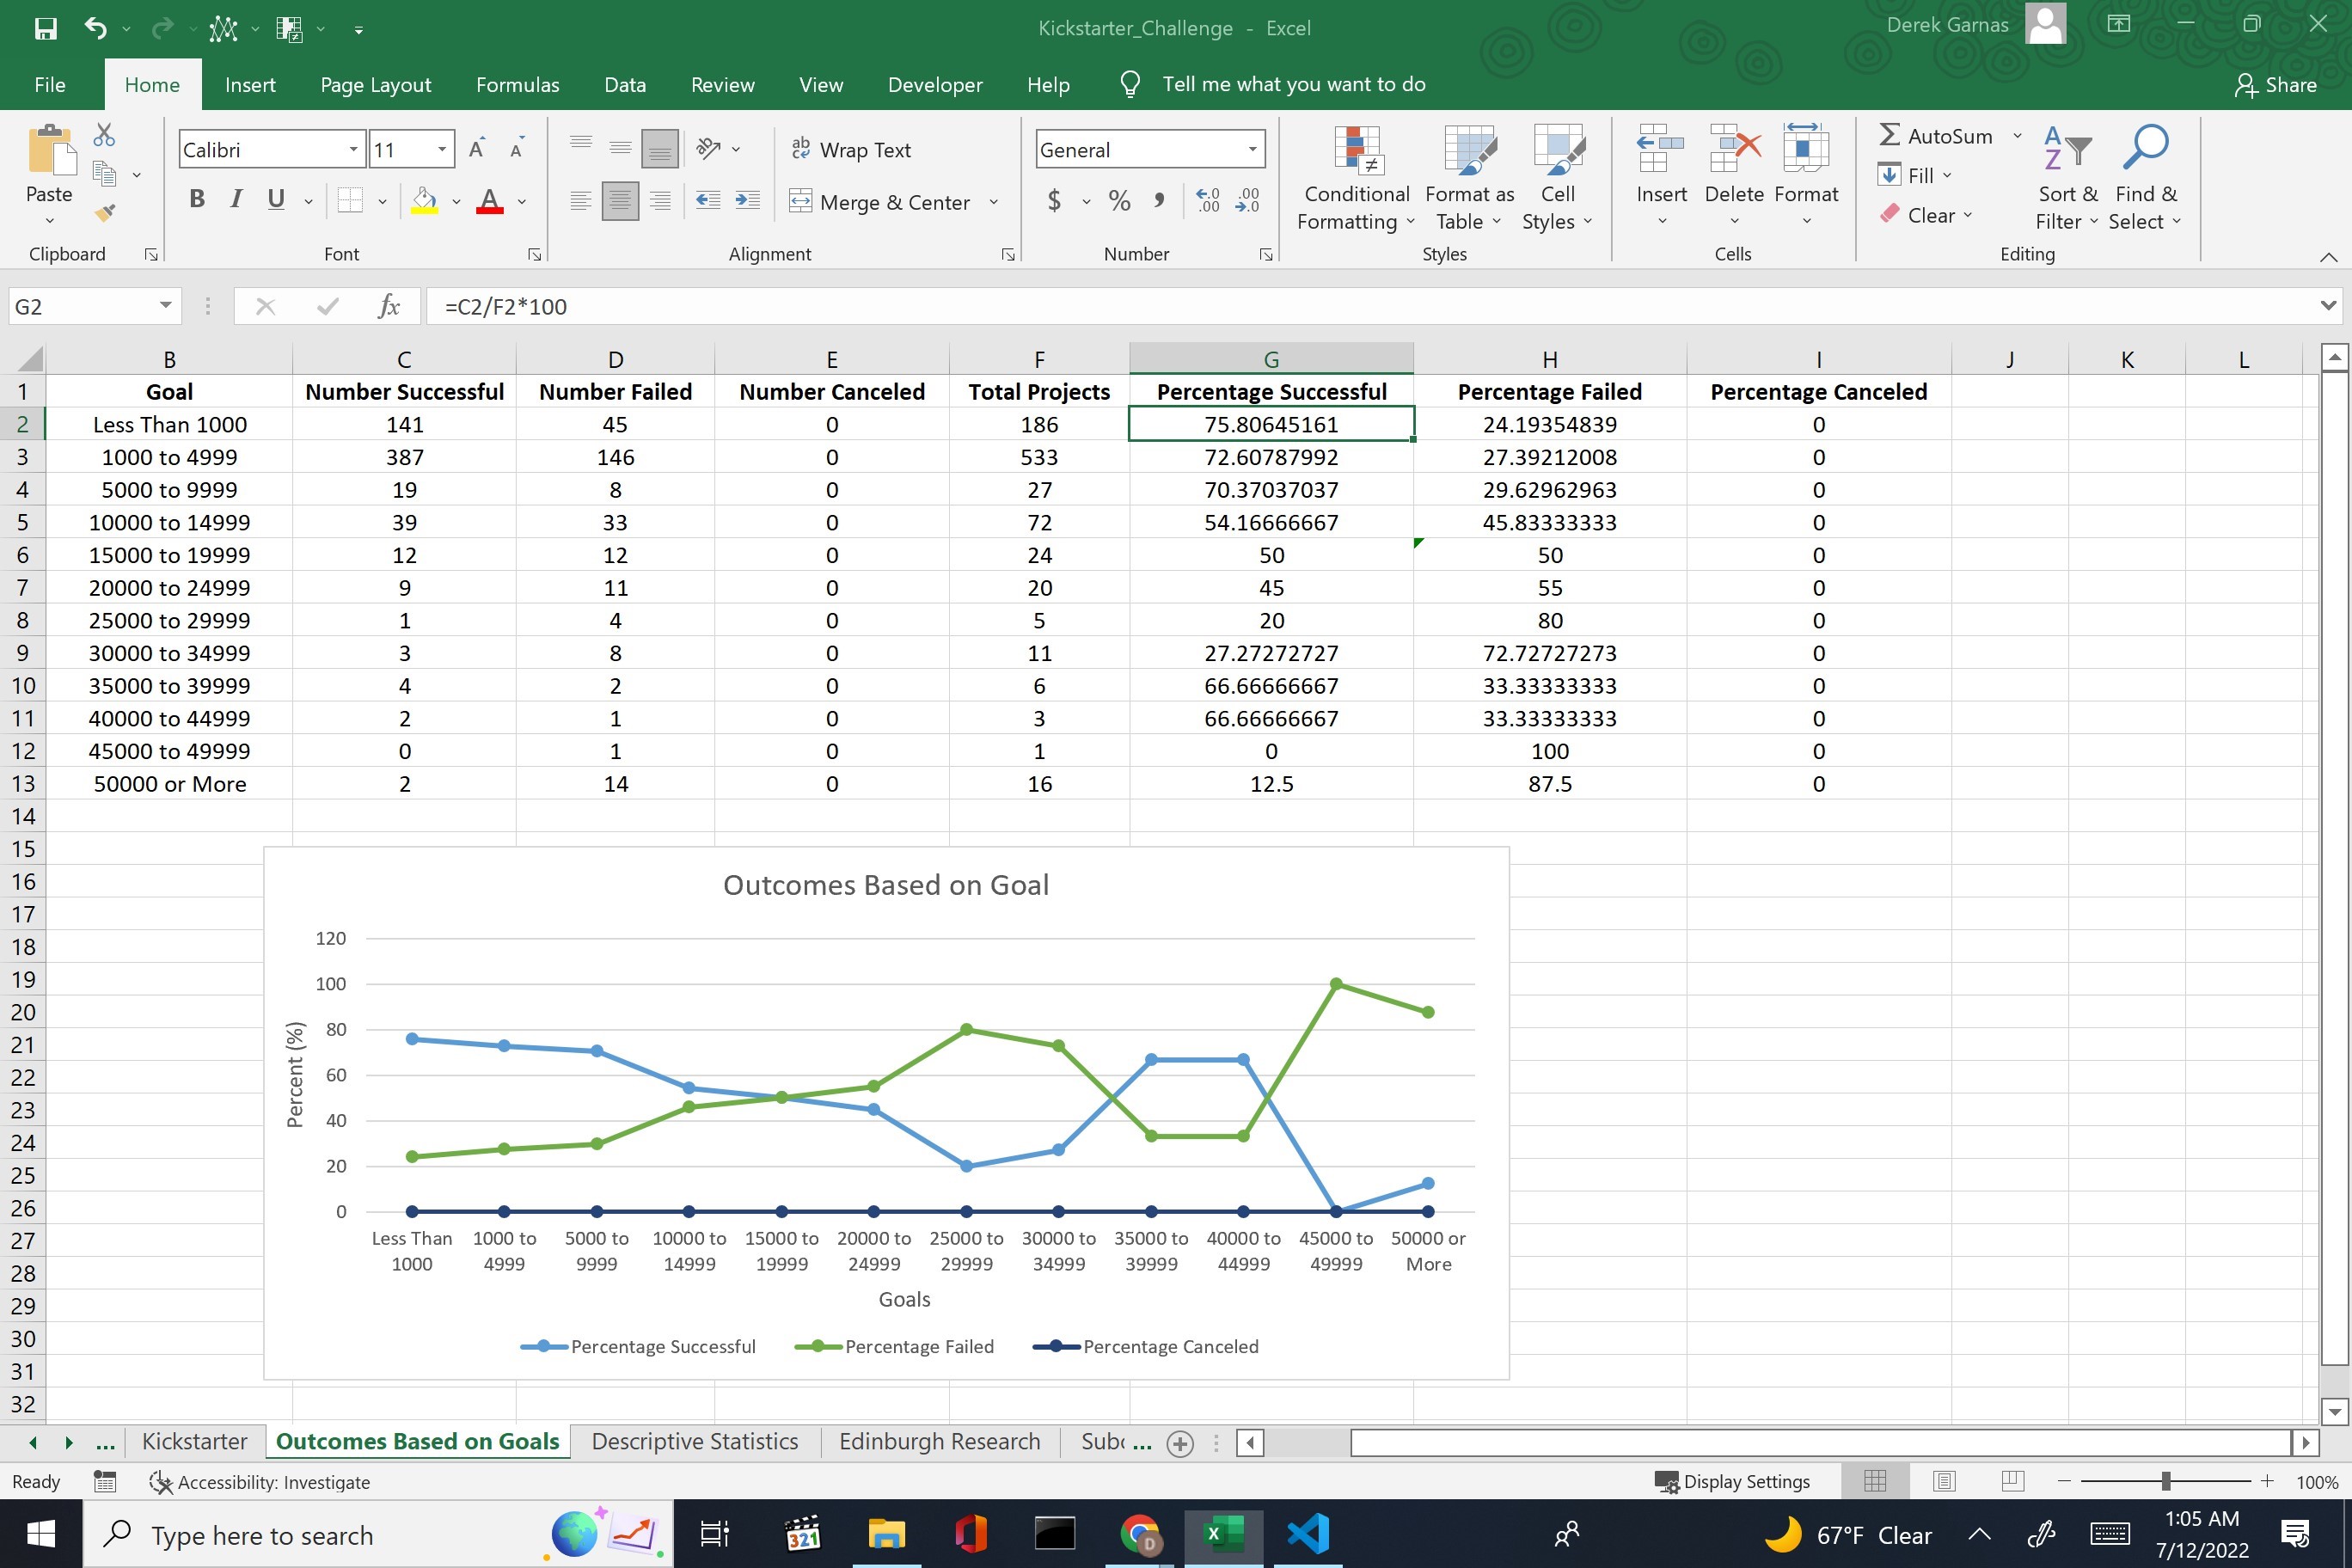 Kickstarter_Challenge - Excel
Derek Garnas
File Home Insert Page Layout Formulas Data Review View Developer Help Tell me what you want to do Share
Paste
Clipboard
Calibri 11
B I U A
Font
Wrap Text
Merge & Center
Alignment
General
$ % ,
Number
Conditional Formatting
Format as Table
Cell Styles
Styles
Insert Delete Format
Cells
AutoSum
Fill
Clear
Sort & Filter
Find & Select
Editing
G2 fx =C2/F2*100
B C D E F G H I J K L
1 Goal Number Successful Number Failed Number Canceled Total Projects Percentage Successful Percentage Failed Percentage Canceled
2 Less Than 1000 141 45 0 186 75.80645161 24.19354839 0
3 1000 to 4999 387 146 0 533 72.60787992 27.39212008 0
4 5000 to 9999 19 8 0 27 70.37037037 29.62962963 0
5 10000 to 14999 39 33 0 72 54.16666667 45.83333333 0
6 15000 to 19999 12 12 0 24 50 50 0
7 20000 to 24999 9 11 0 20 45 55 0
8 25000 to 29999 1 4 0 5 20 80 0
9 30000 to 34999 3 8 0 11 27.27272727 72.72727273 0
10 35000 to 39999 4 2 0 6 66.66666667 33.33333333 0
11 40000 to 44999 2 1 0 3 66.66666667 33.33333333 0
12 45000 to 49999 0 1 0 1 0 100 0
13 50000 or More 2 14 0 16 12.5 87.5 0
14
15
16
17
18
19
20
21
22
23
24
25
26
27
28
29
30
31
32
Outcomes Based on Goal
120
100
80
60
40
20
0
Percent (%)
Less Than 1000 to 5000 to 10000 to 15000 to 20000 to 25000 to 30000 to 35000 to 40000 to 45000 to 50000 or
1000 4999 9999 14999 19999 24999 29999 34999 39999 44999 49999 More
Goals
Percentage Successful Percentage Failed Percentage Canceled
... Kickstarter Outcomes Based on Goals Descriptive Statistics Edinburgh Research Subc ...
Ready Accessibility: Investigate Display Settings 100%
Type here to search
321
D
X
67°F Clear
1:05 AM
7/12/2022